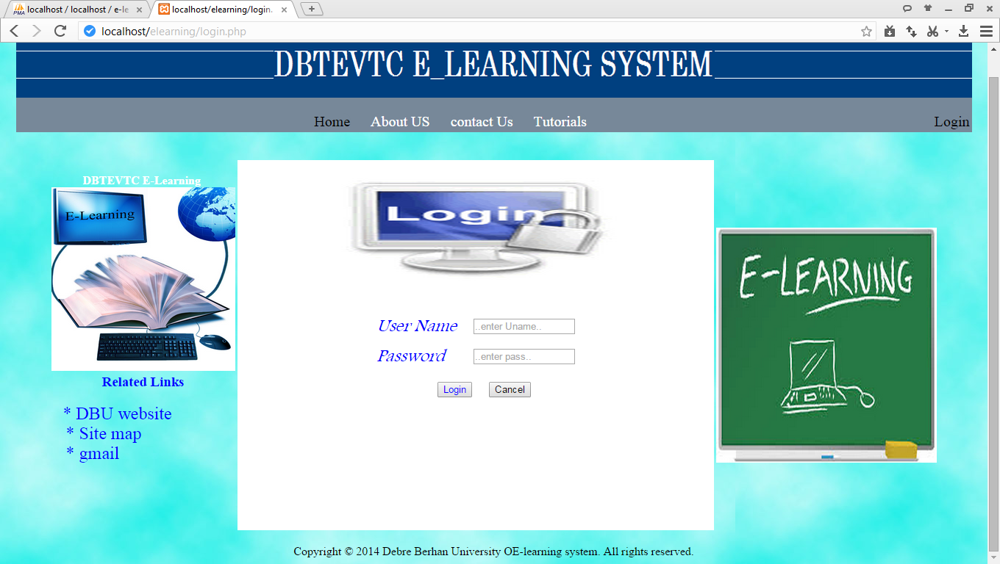 localhost / localhost / e-le
localhost/elearning/login.
PMA
localhost/elearning/login.php
DBTEVTC E_LEARNING SYSTEM
Home About US contact Us Tutorials Login
DBTEVTC E-Learning
E-Learning
Related Links
* DBU website
* Site map
* gmail
Login
User Name ..enter Uname..
Password ..enter pass..
Login Cancel
E-LEARNING
Copyright © 2014 Debre Berhan University OE-learning system. All rights reserved.